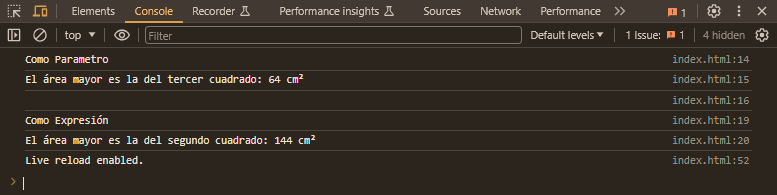 Elements Console Recorder Performance insights Sources Network Performance 1
top Filter Default levels 1 Issue: 1 4 hidden
Como Parametro index.html:14
El área mayor es la del tercer cuadrado: 64 cm² index.html:15
index.html:16
Como Expresión index.html:19
El área mayor es la del segundo cuadrado: 144 cm² index.html:20
Live reload enabled. index.html:52